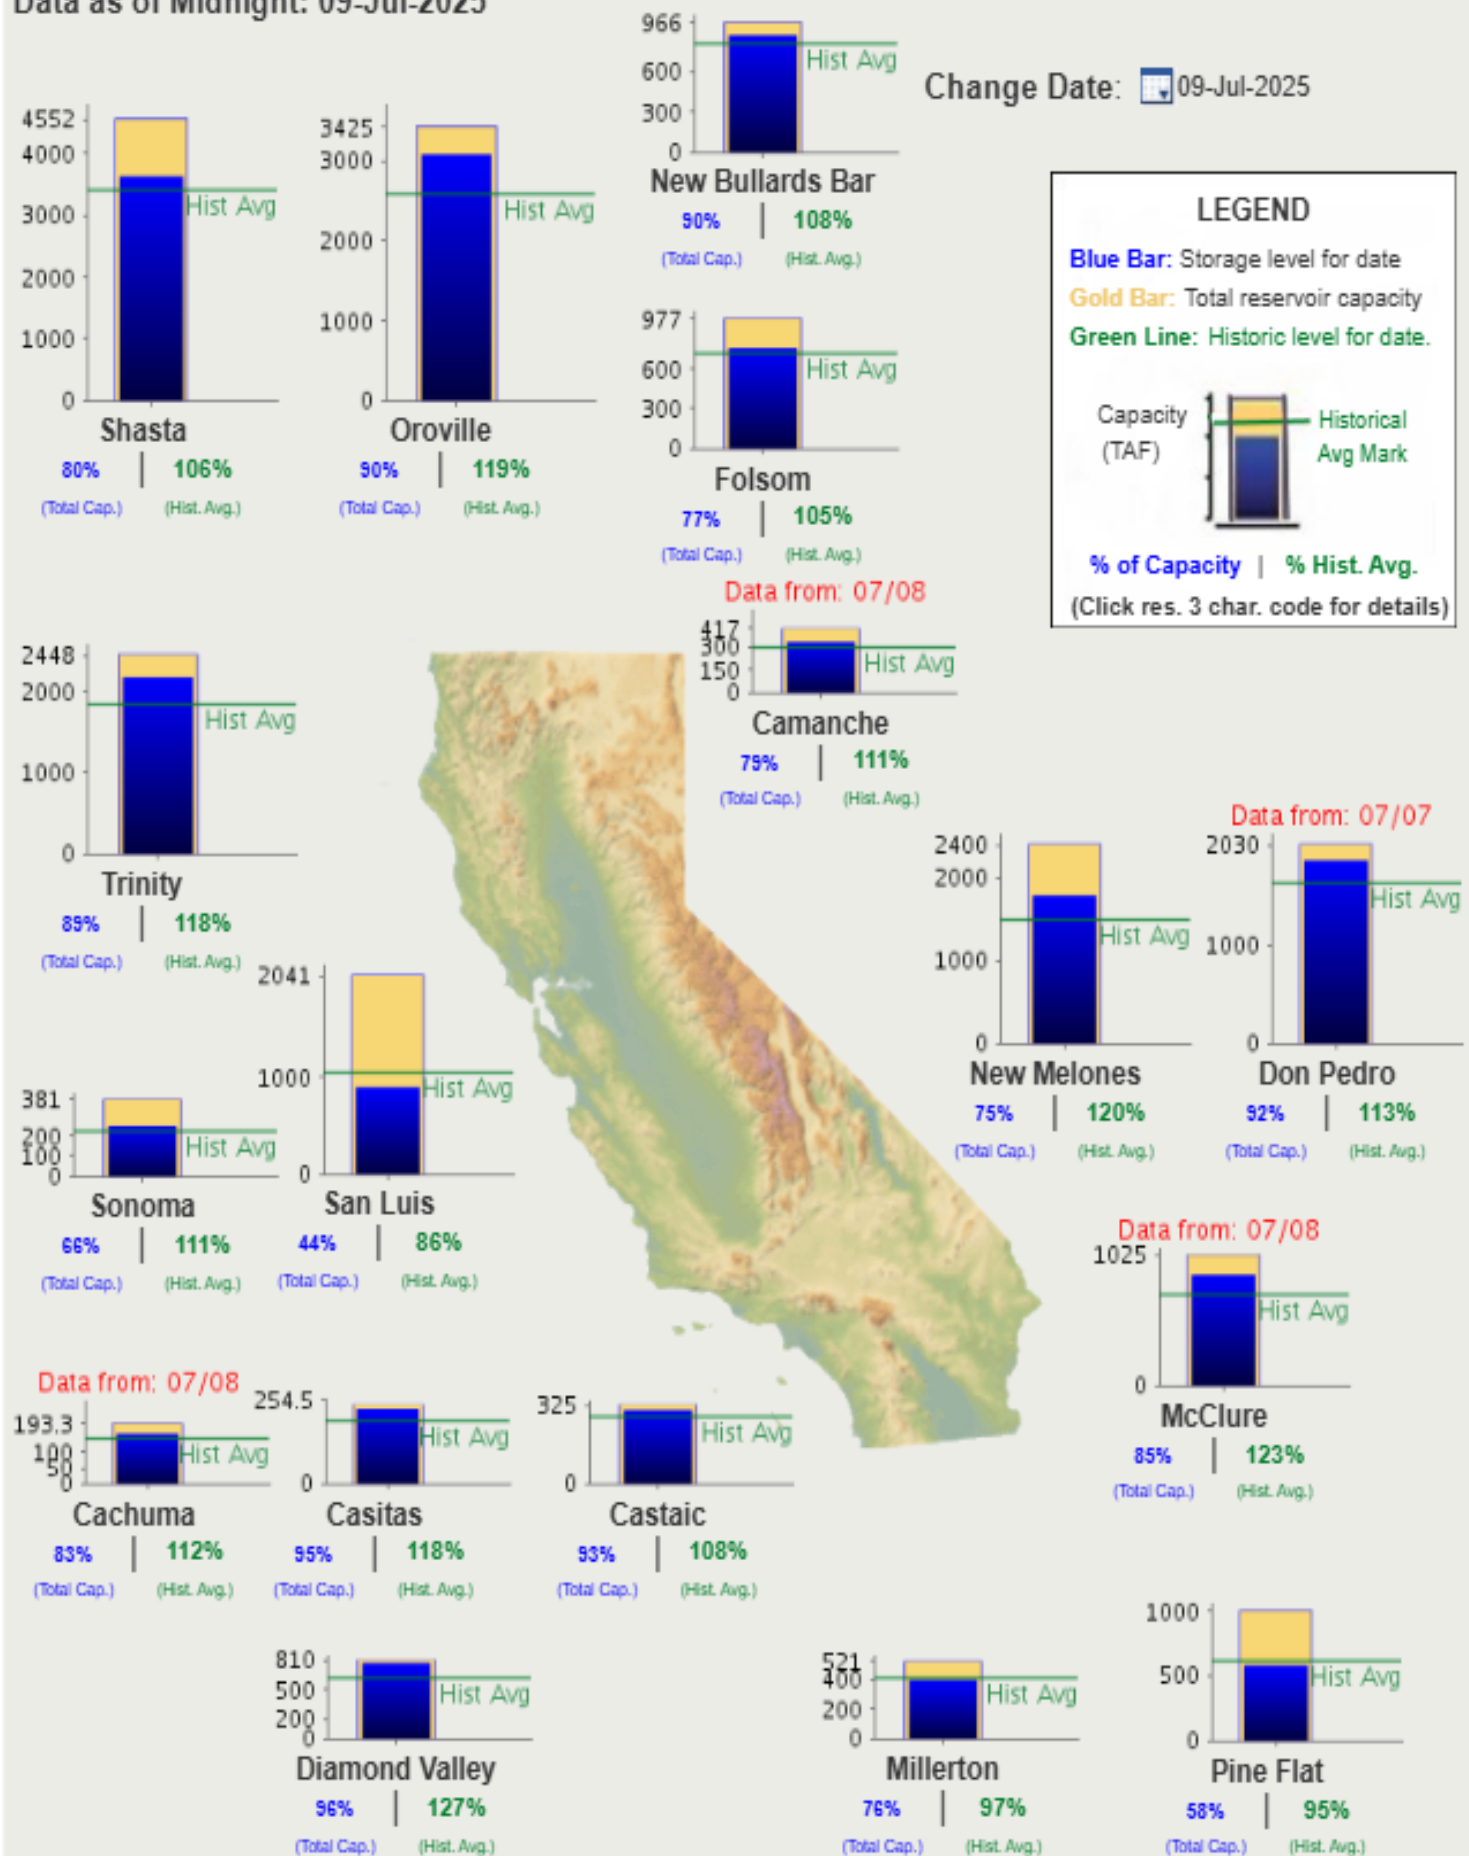 Data as of Midnight: 09-Jul-2025
Change Date: 09-Jul-2025
966
600
300
0
Hist Avg
New Bullards Bar
90% | 108%
(Total Cap.) (Hist. Avg.)
4552
4000
3000
2000
1000
0
Hist Avg
Shasta
80% | 106%
(Total Cap.) (Hist. Avg.)
3425
3000
2000
1000
0
Hist Avg
Oroville
90% | 119%
(Total Cap.) (Hist. Avg.)
977
600
300
0
Hist Avg
Folsom
77% | 105%
(Total Cap.) (Hist. Avg.)
LEGEND
Blue Bar: Storage level for date
Gold Bar: Total reservoir capacity
Green Line: Historic level for date.
Capacity
(TAF)
Historical
Avg Mark
% of Capacity | % Hist. Avg.
(Click res. 3 char. code for details)
Data from: 07/08
417
300
150
0
Hist Avg
Camanche
79% | 111%
(Total Cap.) (Hist. Avg.)
2448
2000
1000
0
Hist Avg
Trinity
89% | 118%
(Total Cap.) (Hist. Avg.)
2400
2000
1000
0
Hist Avg
New Melones
75% | 120%
(Total Cap.) (Hist. Avg.)
Data from: 07/07
2030
1000
0
Hist Avg
Don Pedro
92% | 113%
(Total Cap.) (Hist. Avg.)
381
200
100
0
Hist Avg
Sonoma
66% | 111%
(Total Cap.) (Hist. Avg.)
2041
1000
0
Hist Avg
San Luis
44% | 86%
(Total Cap.) (Hist. Avg.)
Data from: 07/08
1025
0
Hist Avg
McClure
85% | 123%
(Total Cap.) (Hist. Avg.)
Data from: 07/08
193.3
100
50
0
Hist Avg
Cachuma
83% | 112%
(Total Cap.) (Hist. Avg.)
254.5
0
Hist Avg
Casitas
95% | 118%
(Total Cap.) (Hist. Avg.)
325
0
Hist Avg
Castaic
93% | 108%
(Total Cap.) (Hist. Avg.)
810
500
200
0
Hist Avg
Diamond Valley
96% | 127%
(Total Cap.) (Hist. Avg.)
521
400
200
0
Hist Avg
Millerton
76% | 97%
(Total Cap.) (Hist. Avg.)
1000
500
0
Hist Avg
Pine Flat
58% | 95%
(Total Cap.) (Hist. Avg.)